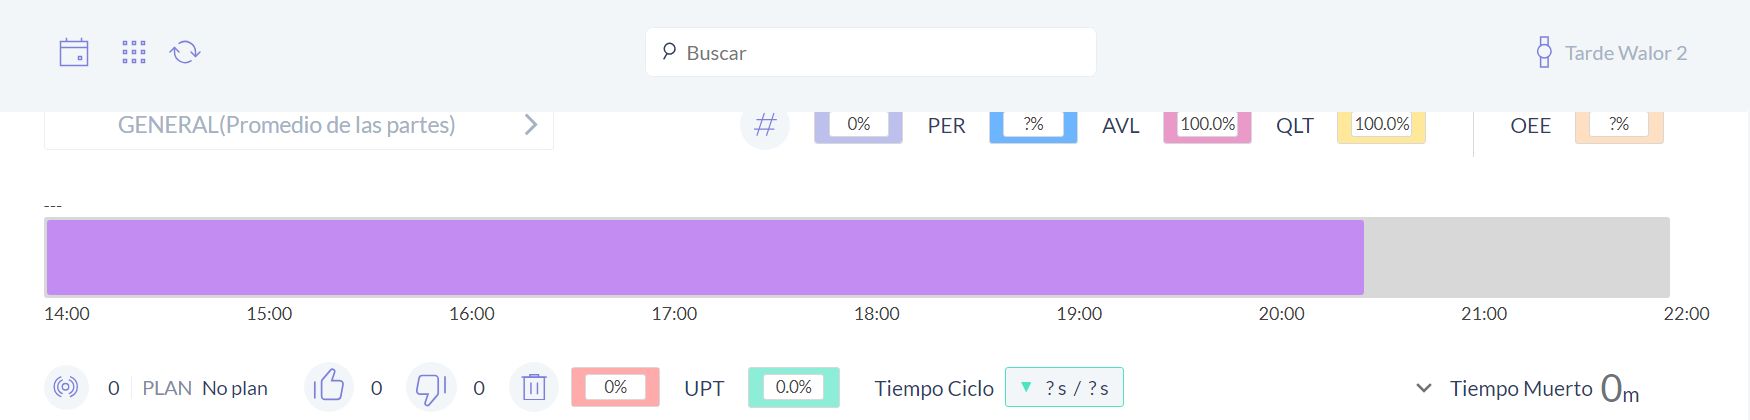 Buscar
Tarde Walor 2
GENERAL(Promedio de las partes)
# 0% PER ?% AVL 100.0% QLT 100.0% OEE ?%
---
14:00 15:00 16:00 17:00 18:00 19:00 20:00 21:00 22:00
0 PLAN No plan 0 0 0% UPT 0.0% Tiempo Ciclo ▼ ? s / ? s Tiempo Muerto 0m